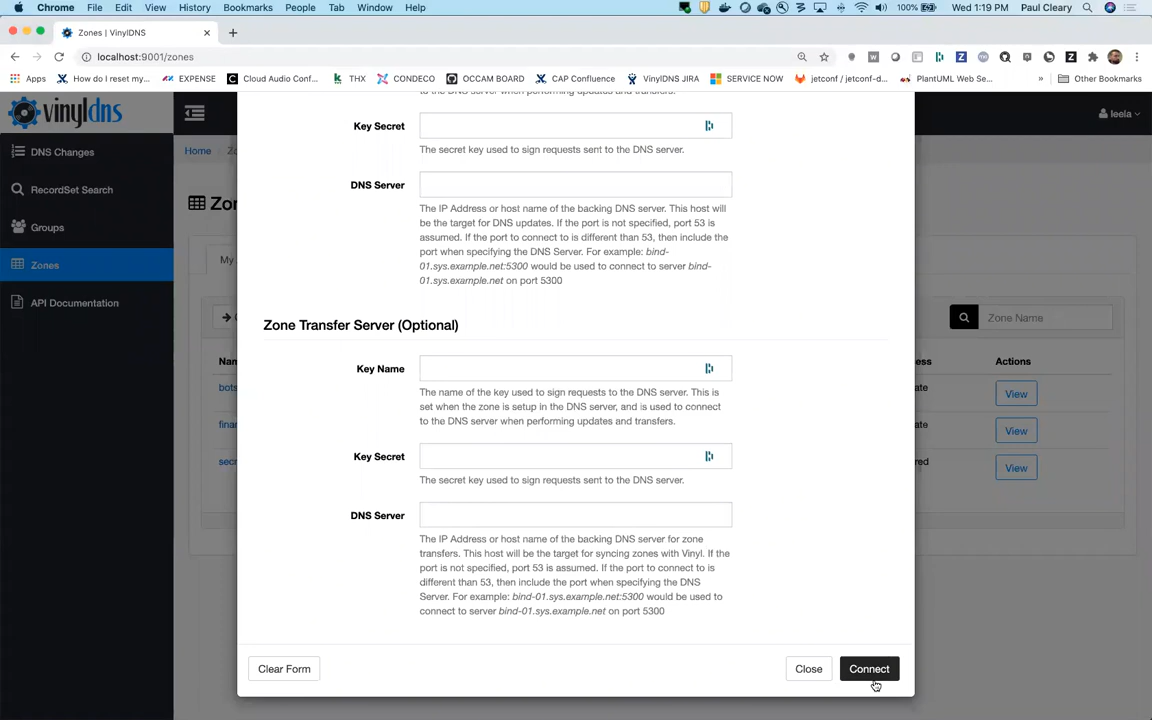 Chrome File Edit View History Bookmarks People Tab Window Help 100% Wed 1:19 PM Paul Cleary
Zones | VinylDNS
localhost:9001/zones
Apps How do I reset my... EXPENSE Cloud Audio Conf... THX CONDECO OCCAM BOARD CAP Confluence VinylDNS JIRA SERVICE NOW jetconf / jetconf-d... PlantUML Web Se... » Other Bookmarks
vinyldns
leela
DNS Changes
RecordSet Search
Groups
Zones
API Documentation
Home
Zon
My
Zone Name
Nam
Actions
bots
View
finar
View
secr
View
to the DNS server when performing updates and transfers.
Key Secret
The secret key used to sign requests sent to the DNS server.
DNS Server
The IP Address or host name of the backing DNS server. This host will
be the target for DNS updates. If the port is not specified, port 53 is
assumed. If the port to connect to is different than 53, then include the
port when specifying the DNS Server. For example: bind-
01.sys.example.net:5300 would be used to connect to server bind-
01.sys.example.net on port 5300
Zone Transfer Server (Optional)
Key Name
The name of the key used to sign requests to the DNS server. This is
set when the zone is setup in the DNS server, and is used to connect
to the DNS server when performing updates and transfers.
Key Secret
The secret key used to sign requests sent to the DNS server.
DNS Server
The IP Address or host name of the backing DNS server for zone
transfers. This host will be the target for syncing zones with Vinyl. If the
port is not specified, port 53 is assumed. If the port to connect to is
different than 53, then include the port when specifying the DNS
Server. For example: bind-01.sys.example.net:5300 would be used to
connect to server bind-01.sys.example.net on port 5300
Clear Form Close Connect